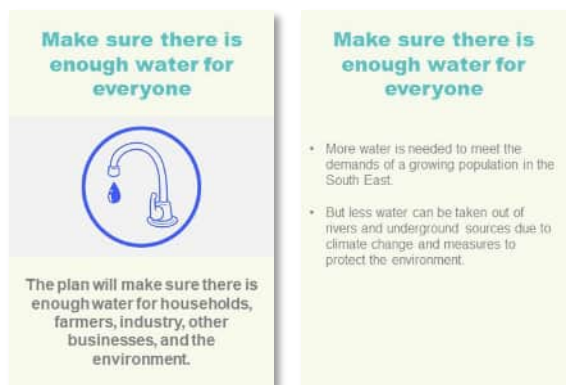 Make sure there is
enough water for
everyone
The plan will make sure there is
enough water for households,
farmers, industry, other
businesses, and the
environment.
Make sure there is
enough water for
everyone
• More water is needed to meet the
demands of a growing population in the
South East.
• But less water can be taken out of
rivers and underground sources due to
climate change and measures to
protect the environment.